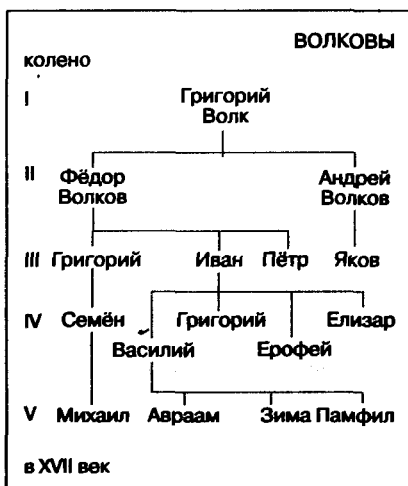 ВОЛКОВЫ
колено
I Григорий
Волк
II Фёдор Андрей
Волков Волков
III Григорий Иван Пётр Яков
IV Семён Григорий Елизар
Василий Ерофей
V Михаил Авраам Зима Памфил
в XVII век